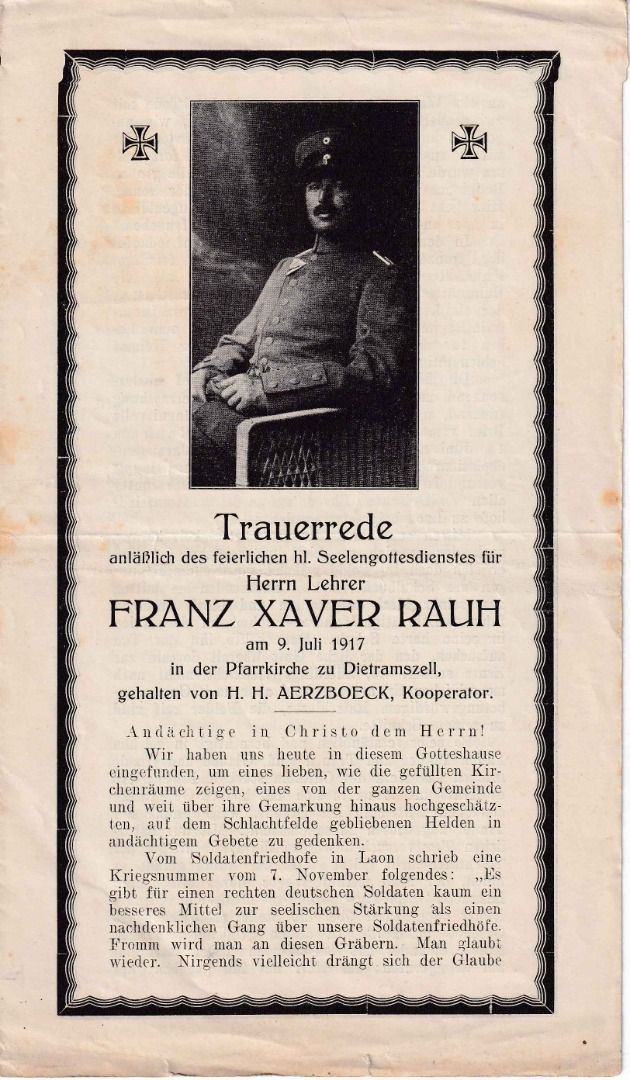 Trauerrede
anläßlich des feierlichen hl. Seelengottesdienstes für
Herrn Lehrer
FRANZ XAVER RAUH
am 9. Juli 1917
in der Pfarrkirche zu Dietramszell,
gehalten von H. H. AERZBOECK, Kooperator.
Andächtige in Christo dem Herrn!
Wir haben uns heute in diesem Gotteshause
eingefunden, um eines lieben, wie die gefüllten Kir-
chenräume zeigen, eines von der ganzen Gemeinde
und weit über ihre Gemarkung hinaus hochgeschätz-
ten, auf dem Schlachtfelde gebliebenen Helden in
andächtigem Gebete zu gedenken.
Vom Soldatenfriedhofe in Laon schrieb eine
Kriegsnummer vom 7. November folgendes: „Es
gibt für einen rechten deutschen Soldaten kaum ein
besseres Mittel zur seelischen Stärkung als einen
nachdenklichen Gang über unsere Soldatenfriedhöfe.
Fromm wird man an diesen Gräbern. Man glaubt
wieder. Nirgends vielleicht drängt sich der Glaube